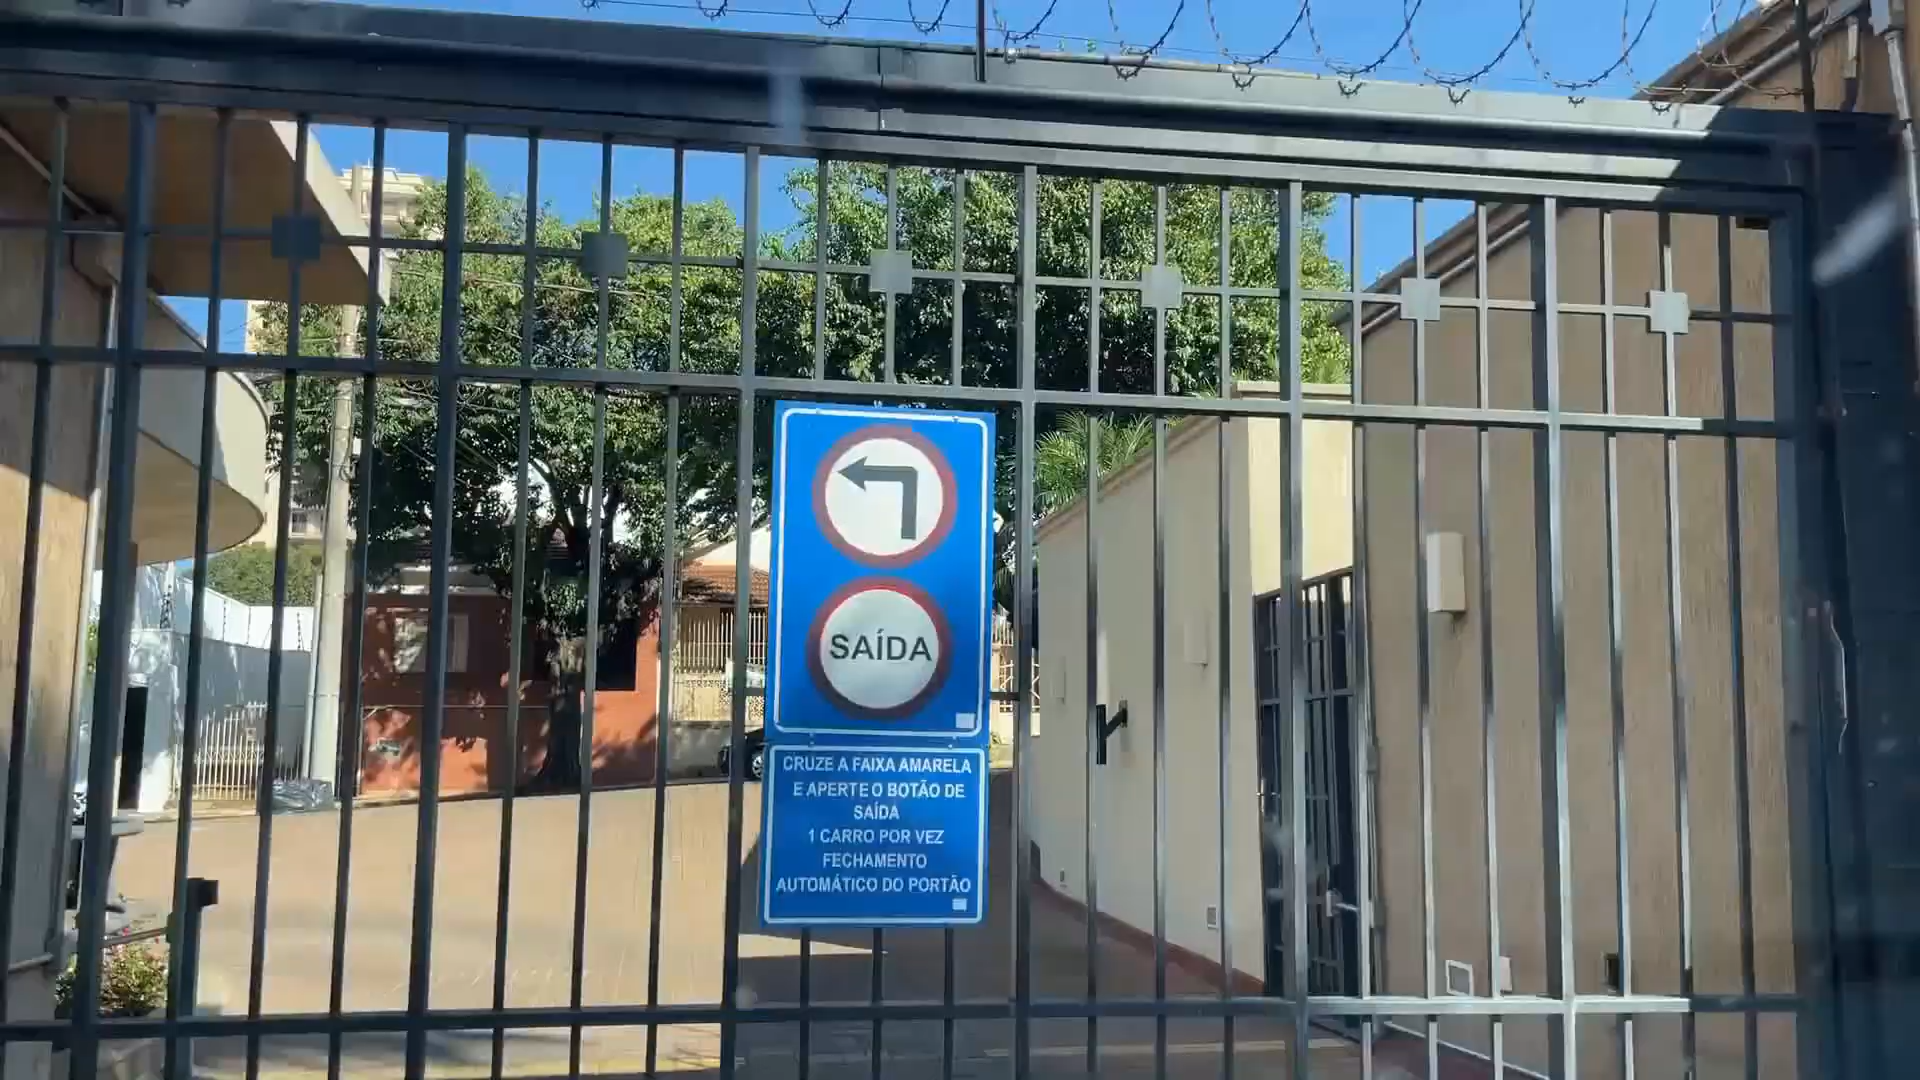 SAÍDA
CRUZE A FAIXA AMARELA
E APERTE O BOTÃO DE
SAÍDA
1 CARRO POR VEZ
FECHAMENTO
AUTOMÁTICO DO PORTÃO